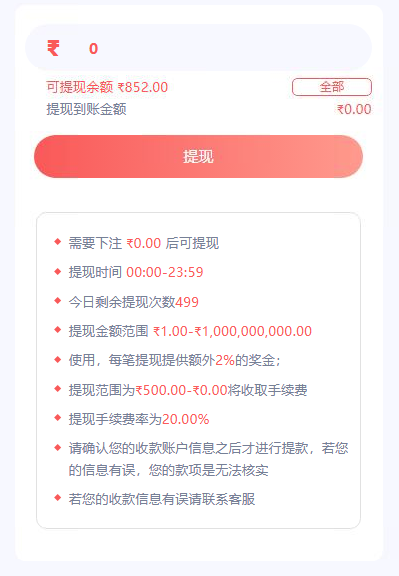 ₹ 0
可提现余额 ₹852.00 全部
提现到账金额 ₹0.00
提现
需要下注 ₹0.00 后可提现
提现时间 00:00-23:59
今日剩余提现次数499
提现金额范围 ₹1.00-₹1,000,000,000.00
使用，每笔提现提供额外2%的奖金；
提现范围为₹500.00-₹0.00将收取手续费
提现手续费率为20.00%
请确认您的收款账户信息之后才进行提款，若您
的信息有误，您的款项是无法核实
若您的收款信息有误请联系客服